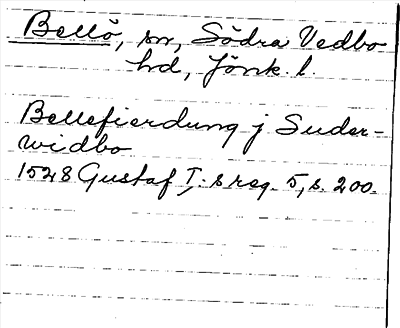 Bellö, sn, Södra Vedbo
hd, Jönk. l.
Bellefierdung j Suder-
widbo
1528 Gustaf I:s reg. 5, s. 200.